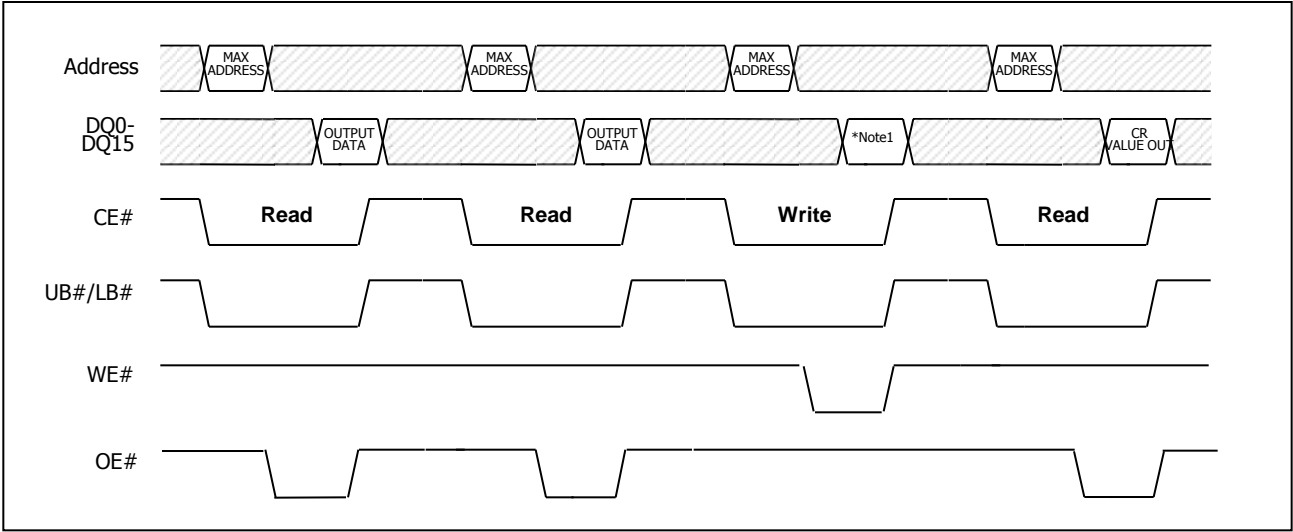 Address
MAX
ADDRESS
MAX
ADDRESS
MAX
ADDRESS
MAX
ADDRESS
DQ0-
DQ15
OUTPUT
DATA
OUTPUT
DATA
*Note1
CR
VALUE OUT
CE#
Read
Read
Write
Read
UB#/LB#
WE#
OE#